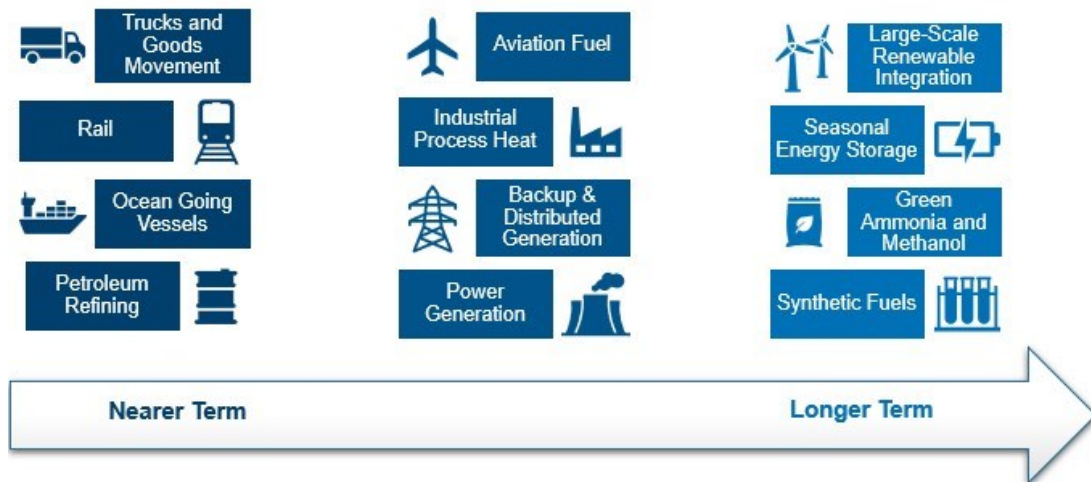 Trucks and
Goods
Movement
Rail
Ocean Going
Vessels
Petroleum
Refining
Aviation Fuel
Industrial
Process Heat
Backup &
Distributed
Generation
Power
Generation
Large-Scale
Renewable
Integration
Seasonal
Energy Storage
Green
Ammonia and
Methanol
Synthetic Fuels
Nearer Term
Longer Term